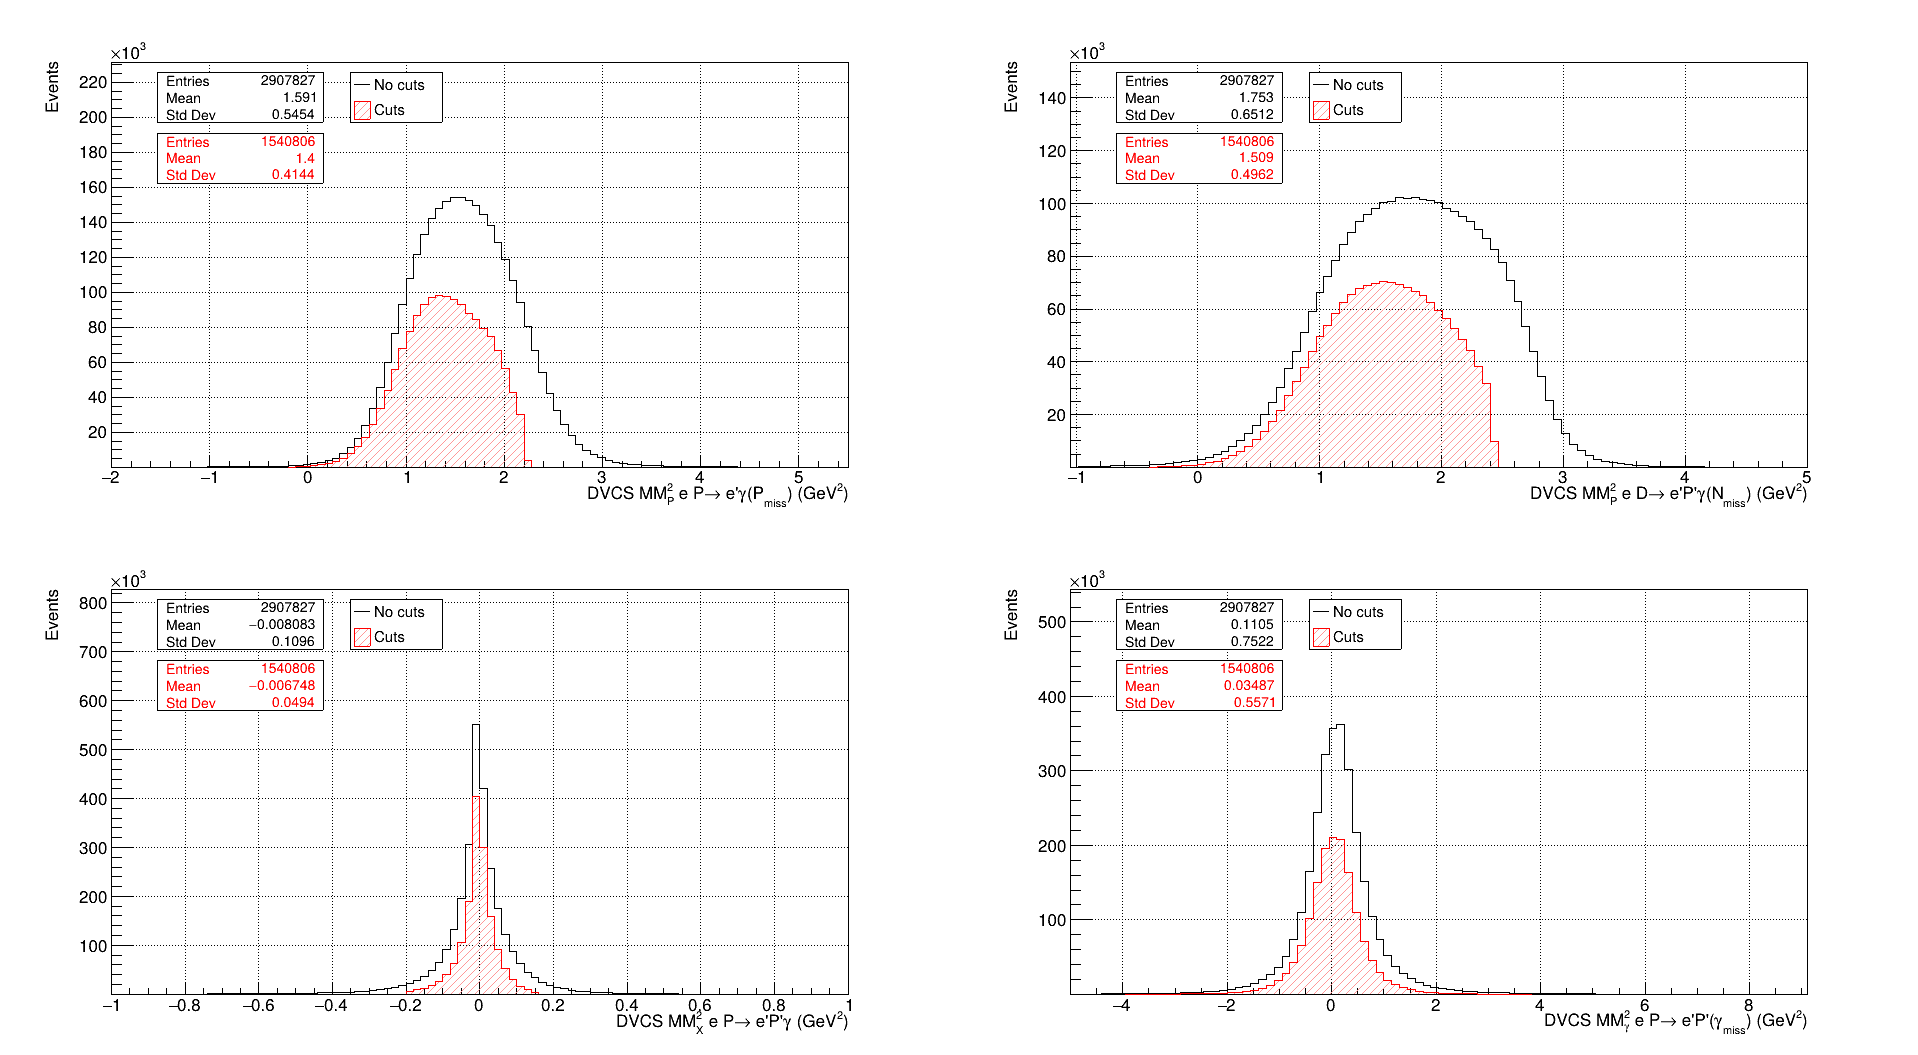 ×10³
Events
220
200
180
160
140
120
100
80
60
40
20
Entries 2907827
Mean 1.591
Std Dev 0.5454
Entries 1540806
Mean 1.4
Std Dev 0.4144
No cuts
Cuts
−2 −1 0 1 2 3 4 5
DVCS MM²_P e P→ e'γ(P_miss) (GeV²)
×10³
Events
140
120
100
80
60
40
20
Entries 2907827
Mean 1.753
Std Dev 0.6512
Entries 1540806
Mean 1.509
Std Dev 0.4962
No cuts
Cuts
−1 0 1 2 3 4 5
DVCS MM²_P e D→ e'P'γ(N_miss) (GeV²)
×10³
Events
800
700
600
500
400
300
200
100
Entries 2907827
Mean −0.008083
Std Dev 0.1096
Entries 1540806
Mean −0.006748
Std Dev 0.0494
No cuts
Cuts
−1 −0.8 −0.6 −0.4 −0.2 0 0.2 0.4 0.6 0.8 1
DVCS MM²_X e P→ e'P'γ (GeV²)
×10³
Events
500
400
300
200
100
Entries 2907827
Mean 0.1105
Std Dev 0.7522
Entries 1540806
Mean 0.03487
Std Dev 0.5571
No cuts
Cuts
−4 −2 0 2 4 6 8
DVCS MM²_γ e P→ e'P'(γ_miss) (GeV²)